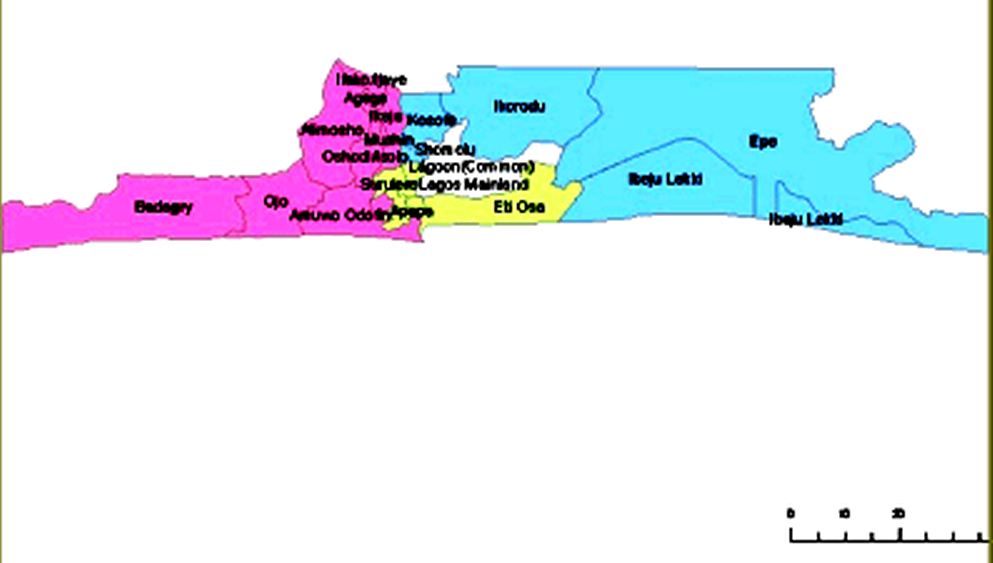 Ifako/Ijaye
Agege
Ikeja
Kosofe
Ikorodu
Alimosho
Mushin
Epe
Shomolu
Oshodi/Asolo
Lagoon(Common)
Surulere
Lagos Mainland
Ibeju Lekki
Badagry
Ojo
Amuwo Odofin
Apapa
Eti Osa
Ibeju Lekki
0 10 20